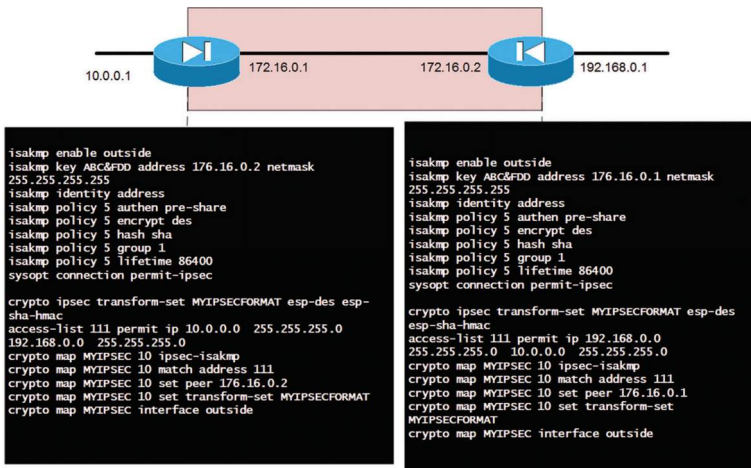 10.0.0.1
172.16.0.1
172.16.0.2
192.168.0.1
isakmp enable outside
isakmp key ABC&FDD address 176.16.0.2 netmask
255.255.255.255
isakmp identity address
isakmp policy 5 authen pre-share
isakmp policy 5 encrypt des
isakmp policy 5 hash sha
isakmp policy 5 group 1
isakmp policy 5 lifetime 86400
sysopt connection permit-ipsec
crypto ipsec transform-set MYIPSECFORMAT esp-des esp-
sha-hmac
access-list 111 permit ip 10.0.0.0 255.255.255.0
192.168.0.0 255.255.255.0
crypto map MYIPSEC 10 ipsec-isakmp
crypto map MYIPSEC 10 match address 111
crypto map MYIPSEC 10 set peer 176.16.0.2
crypto map MYIPSEC 10 set transform-set MYIPSECFORMAT
crypto map MYIPSEC interface outside
isakmp enable outside
isakmp key ABC&FDD address 176.16.0.1 netmask
255.255.255.255
isakmp identity address
isakmp policy 5 authen pre-share
isakmp policy 5 encrypt des
isakmp policy 5 hash sha
isakmp policy 5 group 1
isakmp policy 5 lifetime 86400
sysopt connection permit-ipsec
crypto ipsec transform-set MYIPSECFORMAT esp-des
esp-sha-hmac
access-list 111 permit ip 192.168.0.0
255.255.255.0 10.0.0.0 255.255.255.0
crypto map MYIPSEC 10 ipsec-isakmp
crypto map MYIPSEC 10 match address 111
crypto map MYIPSEC 10 set peer 176.16.0.1
crypto map MYIPSEC 10 set transform-set
MYIPSECFORMAT
crypto map MYIPSEC interface outside